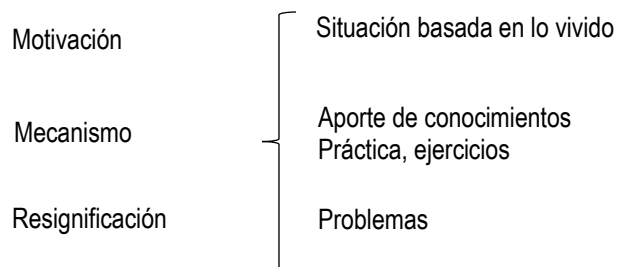 Motivación
Situación basada en lo vivido
Mecanismo
Aporte de conocimientos
Práctica, ejercicios
Resignificación
Problemas